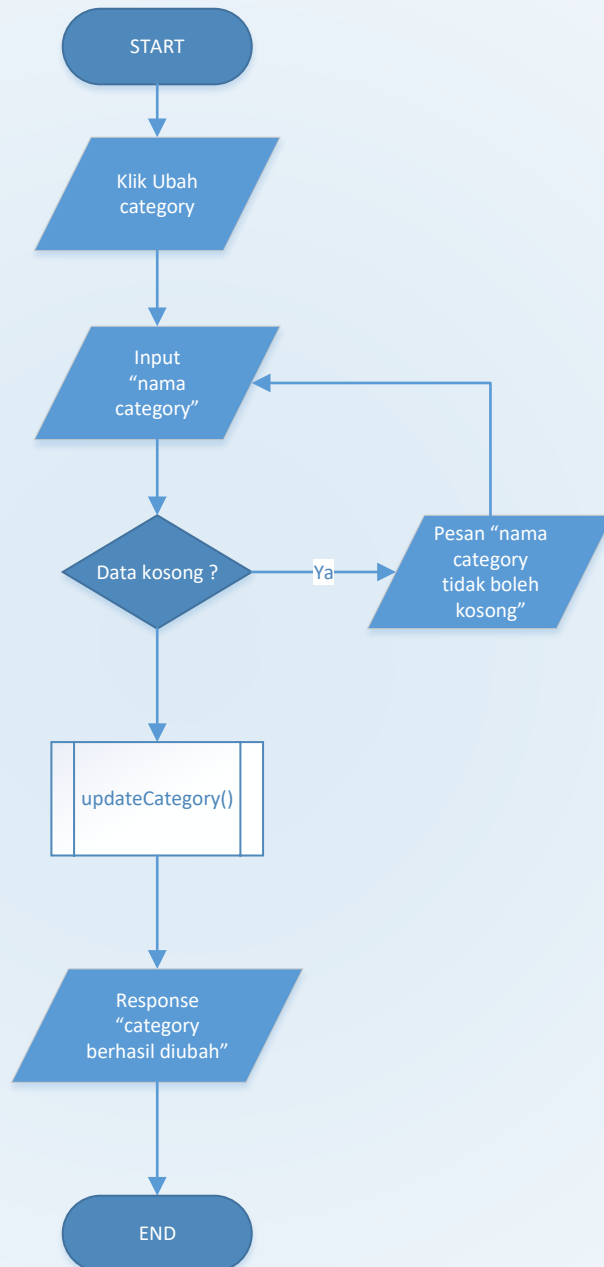 START
Klik Ubah
category
Input
“nama
category”
Data kosong ?
Ya
Pesan “nama
category
tidak boleh
kosong”
updateCategory()
Response
“category
berhasil diubah”
END